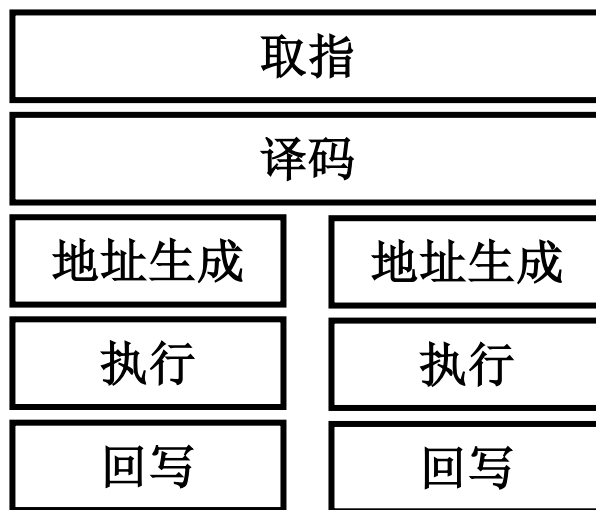 取指
译码
地址生成 地址生成
执行 执行
回写 回写